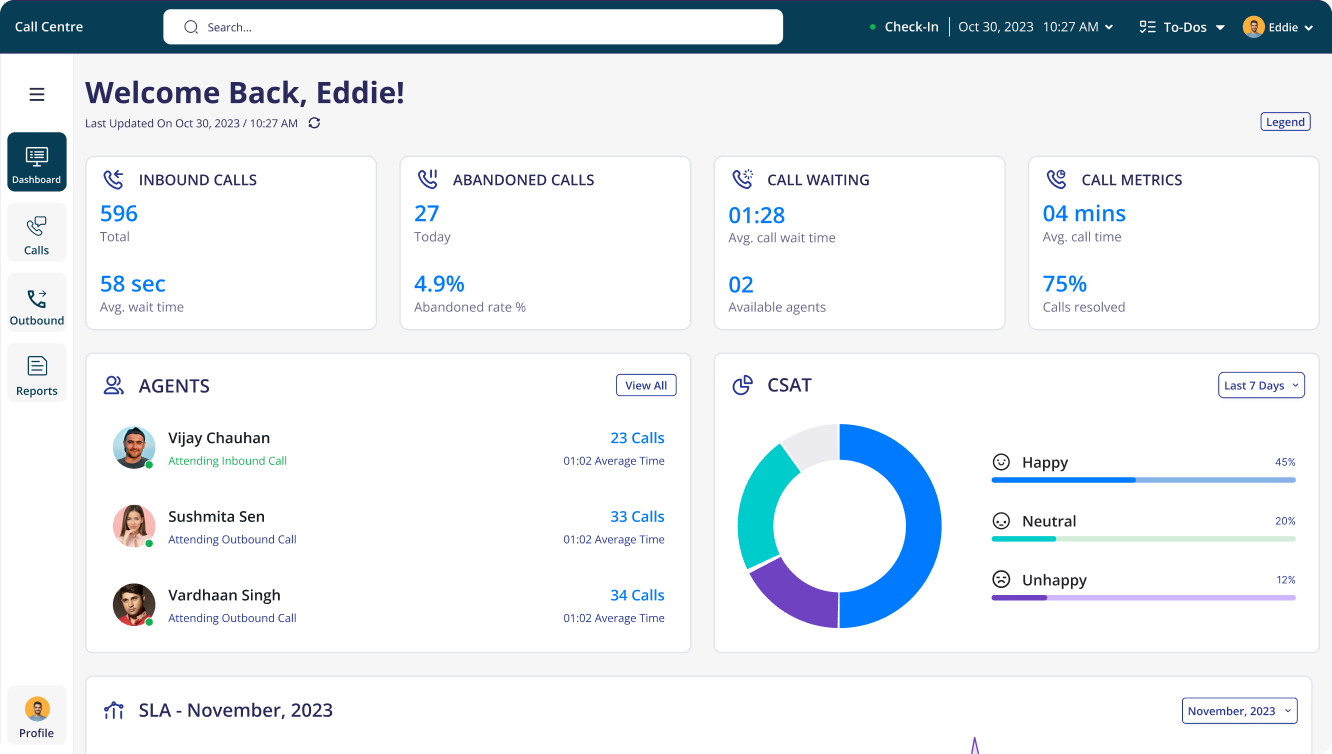 Call Centre
Search...
Check-In
Oct 30, 2023 10:27 AM
To-Dos
Eddie
Welcome Back, Eddie!
Last Updated On Oct 30, 2023 / 10:27 AM
Legend
Dashboard
Calls
Outbound
Reports
Profile
INBOUND CALLS
596
Total
58 sec
Avg. wait time
ABANDONED CALLS
27
Today
4.9%
Abandoned rate %
CALL WAITING
01:28
Avg. call wait time
02
Available agents
CALL METRICS
04 mins
Avg. call time
75%
Calls resolved
AGENTS
View All
Vijay Chauhan
23 Calls
Attending Inbound Call
01:02 Average Time
Sushmita Sen
33 Calls
Attending Outbound Call
01:02 Average Time
Vardhaan Singh
34 Calls
Attending Outbound Call
01:02 Average Time
CSAT
Last 7 Days
Happy
45%
Neutral
20%
Unhappy
12%
SLA - November, 2023
November, 2023